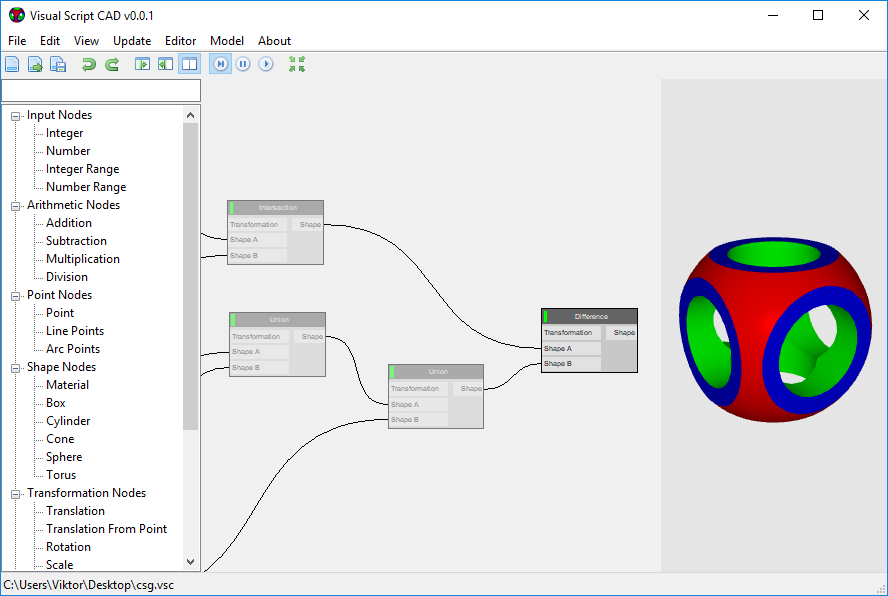 Visual Script CAD v0.0.1
File Edit View Update Editor Model About
Input Nodes
Integer
Number
Integer Range
Number Range
Arithmetic Nodes
Addition
Subtraction
Multiplication
Division
Point Nodes
Point
Line Points
Arc Points
Shape Nodes
Material
Box
Cylinder
Cone
Sphere
Torus
Transformation Nodes
Translation
Translation From Point
Rotation
Scale
Intersection
Transformation Shape
Shape A
Shape B
Union
Transformation Shape
Shape A
Shape B
Union
Transformation Shape
Shape A
Shape B
Difference
Transformation Shape
Shape A
Shape B
C:\Users\Viktor\Desktop\csg.vsc